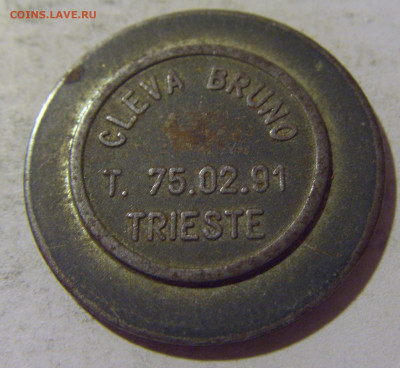 COINS.LAVE.RU
CLEVA BRUNO
T. 75.02.91
TRIESTE